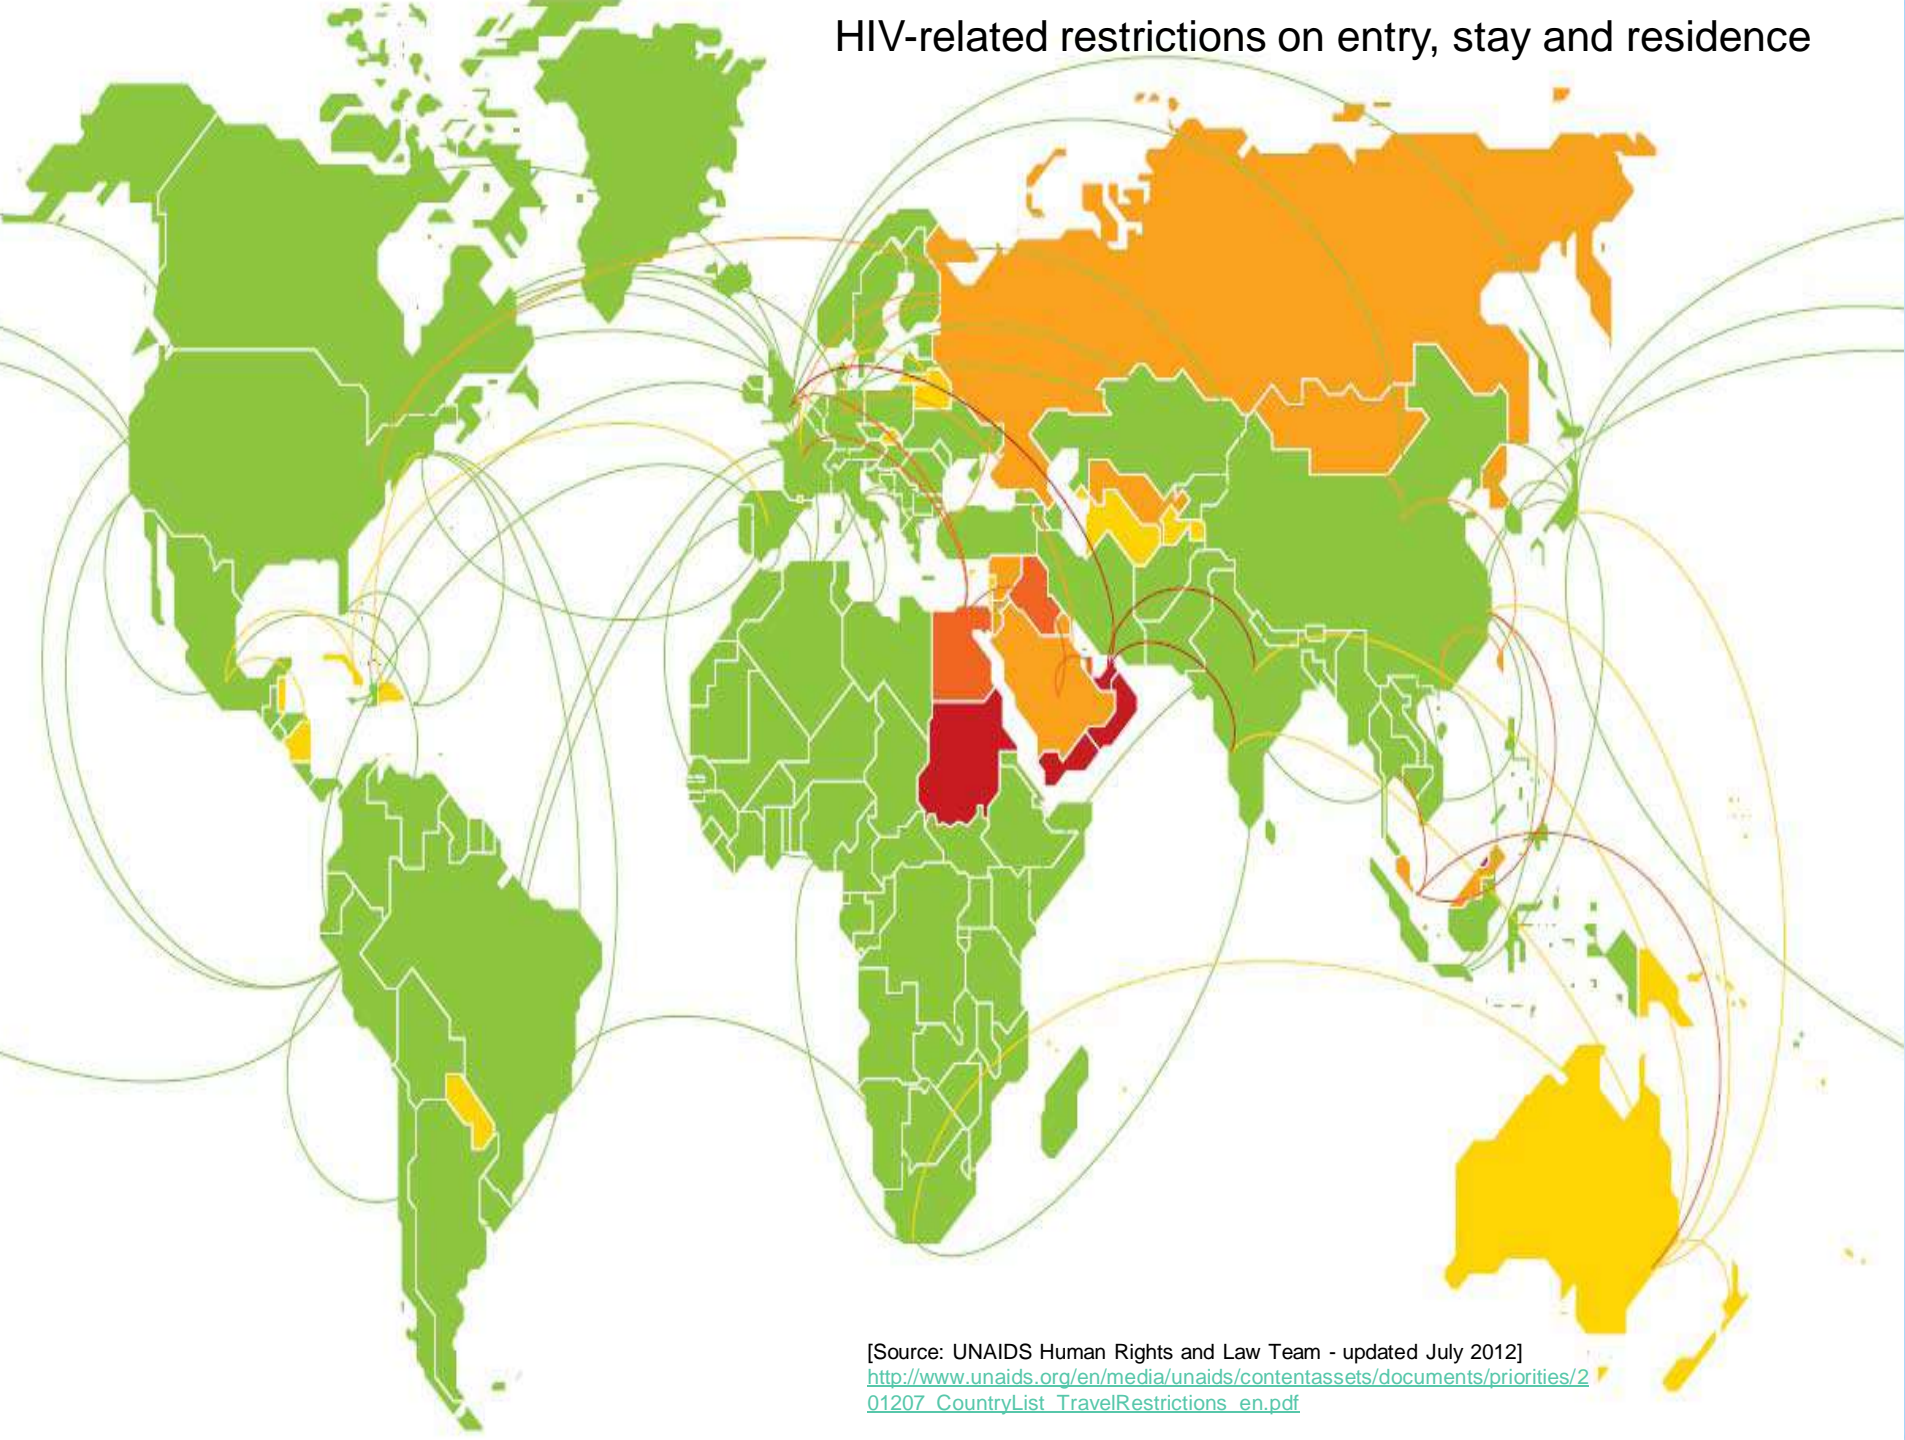 HIV-related restrictions on entry, stay and residence
[Source: UNAIDS Human Rights and Law Team - updated July 2012]
http://www.unaids.org/en/media/unaids/contentassets/documents/priorities/2
01207_CountryList_TravelRestrictions_en.pdf